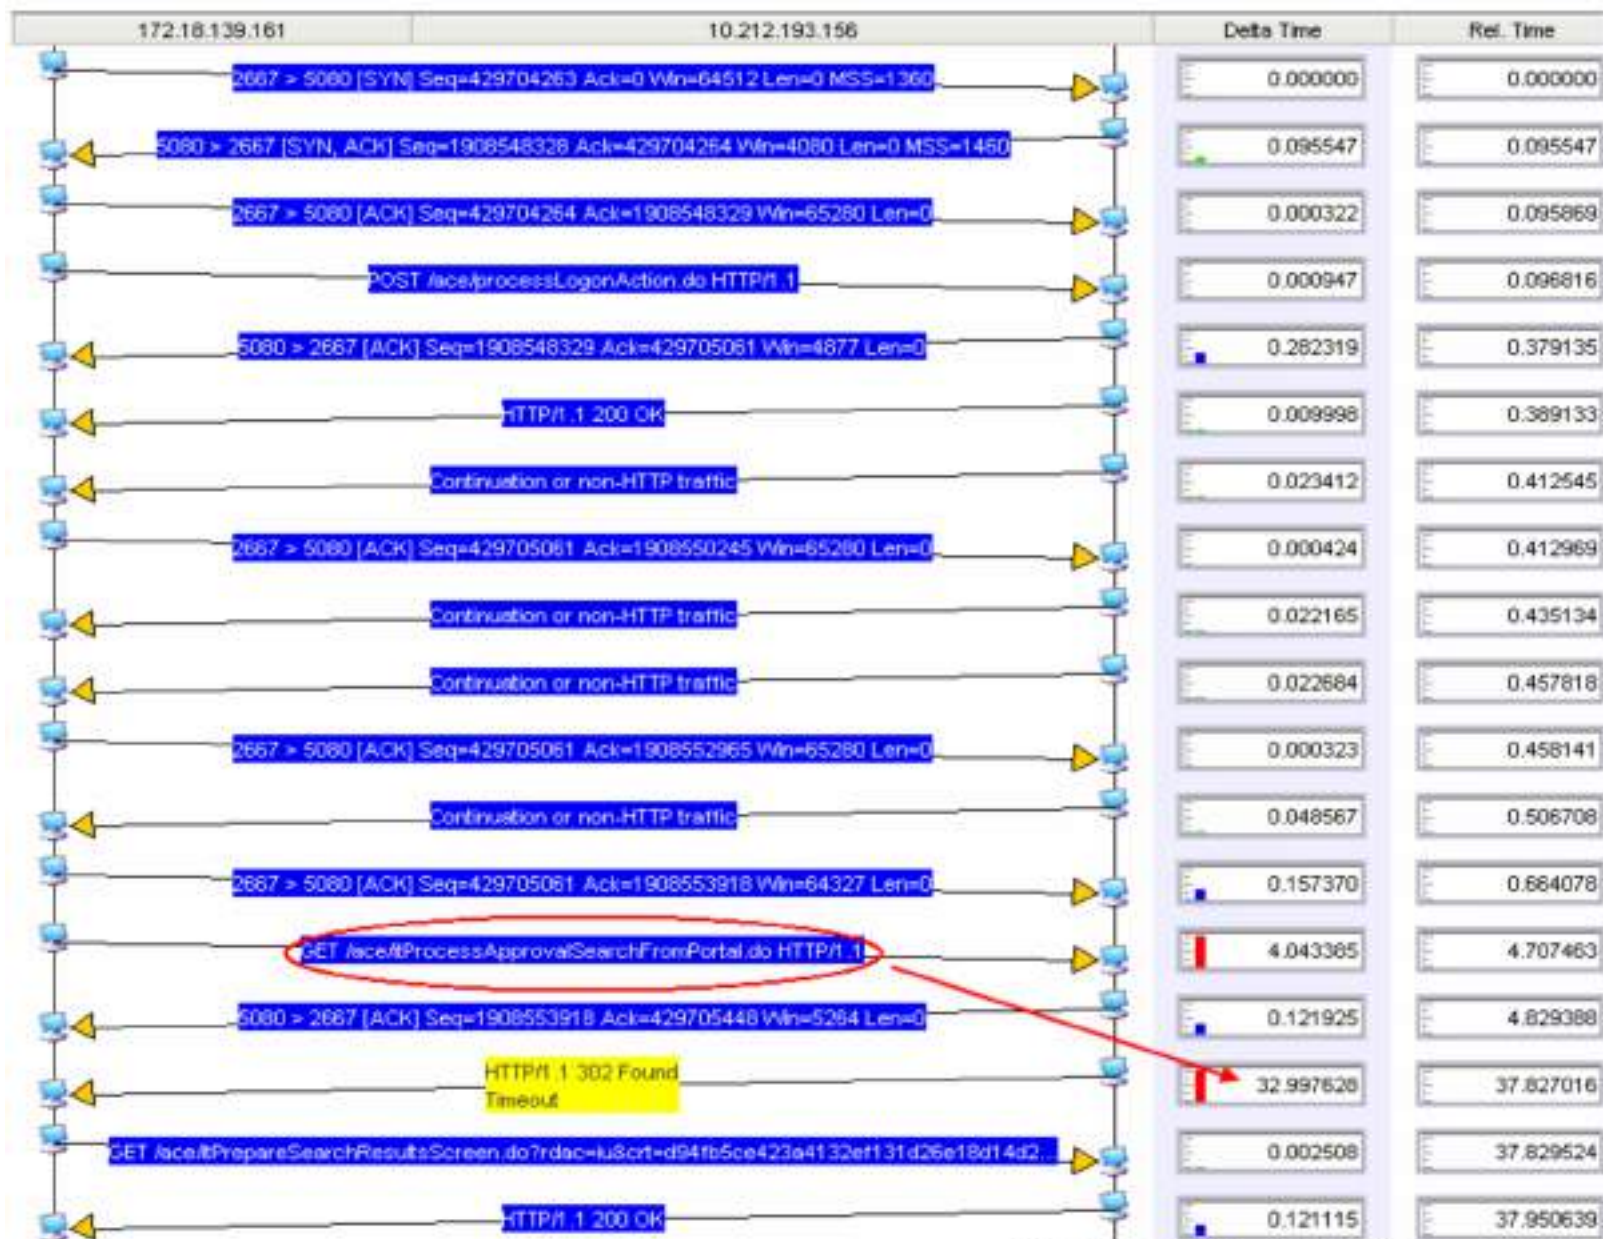 172.18.139.161 10.212.193.156 Delta Time Rel. Time
2667 > 5080 [SYN] Seq=429704263 Ack=0 Win=64512 Len=0 MSS=1360 0.000000 0.000000
5080 > 2667 [SYN, ACK] Seq=1908548328 Ack=429704264 Win=4080 Len=0 MSS=1460 0.095547 0.095547
2667 > 5080 [ACK] Seq=429704264 Ack=1908548329 Win=65280 Len=0 0.000322 0.095869
POST /ace/processLogonAction.do HTTP/1.1 0.000947 0.096816
5080 > 2667 [ACK] Seq=1908548329 Ack=429705061 Win=4877 Len=0 0.282319 0.379135
HTTP/1.1 200 OK 0.009998 0.389133
Continuation or non-HTTP traffic 0.023412 0.412545
2667 > 5080 [ACK] Seq=429705061 Ack=1908550245 Win=65280 Len=0 0.000424 0.412969
Continuation or non-HTTP traffic 0.022165 0.435134
Continuation or non-HTTP traffic 0.022684 0.457818
2667 > 5080 [ACK] Seq=429705061 Ack=1908552965 Win=65280 Len=0 0.000323 0.458141
Continuation or non-HTTP traffic 0.048567 0.506708
2667 > 5080 [ACK] Seq=429705061 Ack=1908553918 Win=64327 Len=0 0.157370 0.664078
GET /ace/ltProcessApprovalSearchFromPortal.do HTTP/1.1 4.043385 4.707463
5080 > 2667 [ACK] Seq=1908553918 Ack=429705448 Win=5264 Len=0 0.121925 4.829388
HTTP/1.1 302 Found
Timeout 32.997628 37.827016
GET /ace/ltPrepareSearchResultsScreen.do?rdac=iu&crt=d94fb5ce423a4132ef131d26e18d14d2... 0.002508 37.829524
HTTP/1.1 200 OK 0.121115 37.950639